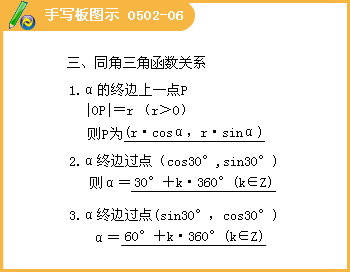 手写板图示 0502-06
三、同角三角函数关系
1.α的终边上一点P
|OP|=r (r>0)
则P为(r·cosα, r·sinα)
2.α终边过点(cos30°,sin30°)
则α=30°+k·360°(k∈Z)
3.α终边过点(sin30°, cos30°)
α=60°+k·360°(k∈Z)